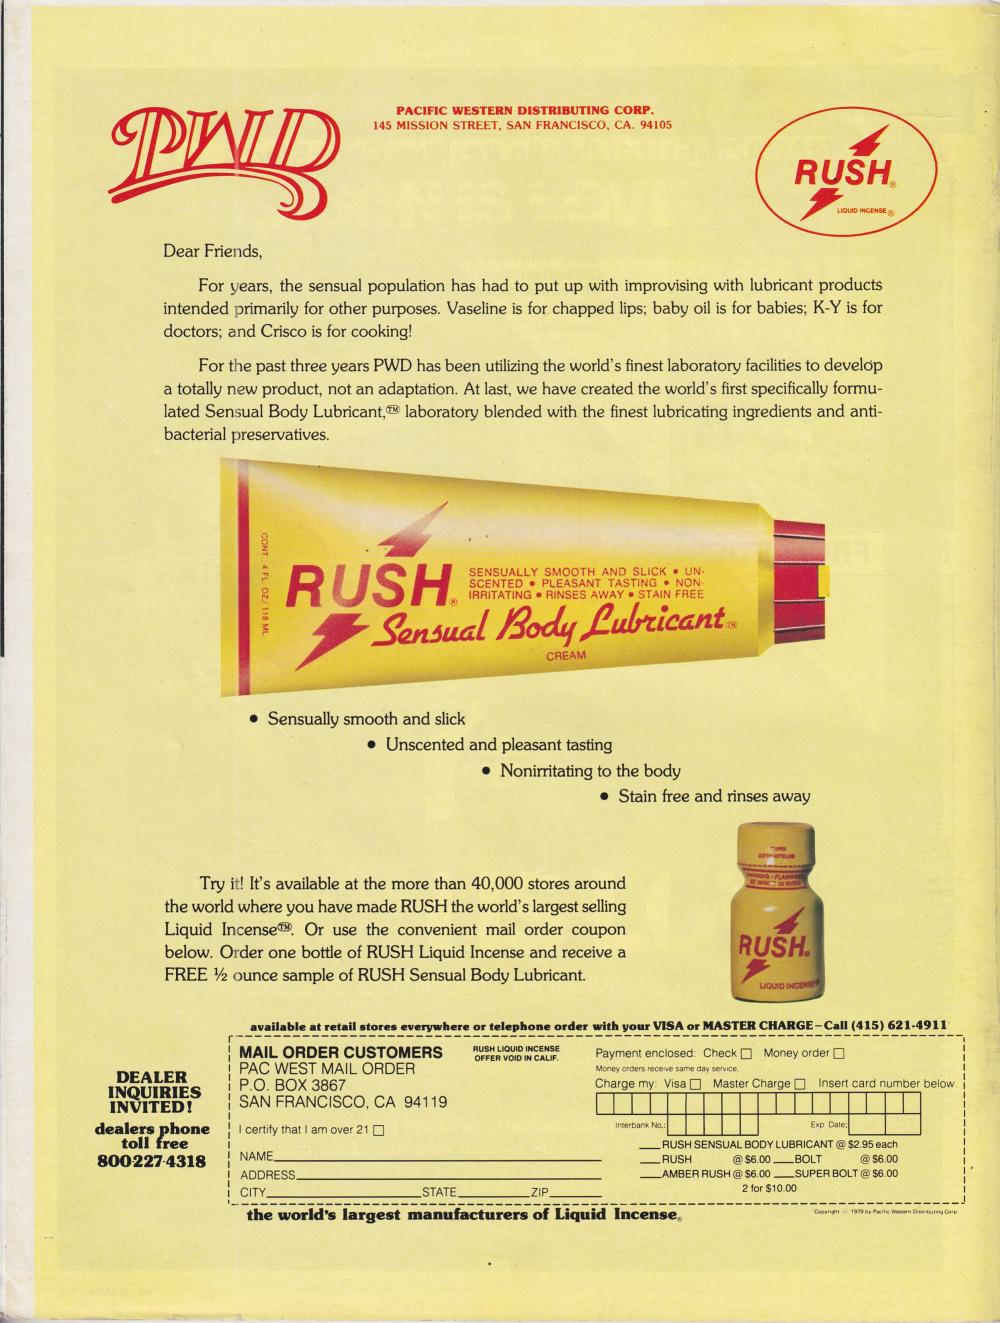 PWD
PACIFIC WESTERN DISTRIBUTING CORP.
145 MISSION STREET, SAN FRANCISCO, CA. 94105
RUSH®
LIQUID INCENSE®
Dear Friends,
For years, the sensual population has had to put up with improvising with lubricant products
intended primarily for other purposes. Vaseline is for chapped lips; baby oil is for babies; K-Y is for
doctors; and Crisco is for cooking!
For the past three years PWD has been utilizing the world's finest laboratory facilities to develop
a totally new product, not an adaptation. At last, we have created the world's first specifically formu-
lated Sensual Body Lubricant,™ laboratory blended with the finest lubricating ingredients and anti-
bacterial preservatives.
CONT. 4 FL. OZ./118 ML.
RUSH®
SENSUALLY SMOOTH AND SLICK • UN-
SCENTED • PLEASANT TASTING • NON-
IRRITATING • RINSES AWAY • STAIN FREE
Sensual Body Lubricant™
CREAM
• Sensually smooth and slick
• Unscented and pleasant tasting
• Nonirritating to the body
• Stain free and rinses away
Try it! It's available at the more than 40,000 stores around
the world where you have made RUSH the world's largest selling
Liquid Incense™. Or use the convenient mail order coupon
below. Order one bottle of RUSH Liquid Incense and receive a
FREE ½ ounce sample of RUSH Sensual Body Lubricant.
RUSH®
LIQUID INCENSE®
available at retail stores everywhere or telephone order with your VISA or MASTER CHARGE–Call (415) 621-4911
DEALER
INQUIRIES
INVITED!
dealers phone
toll free
800·227·4318
MAIL ORDER CUSTOMERS
PAC WEST MAIL ORDER
P.O. BOX 3867
SAN FRANCISCO, CA 94119
I certify that I am over 21
NAME
ADDRESS
CITY STATE ZIP
RUSH LIQUID INCENSE
OFFER VOID IN CALIF.
Payment enclosed: Check Money order
Money orders receive same day service.
Charge my: Visa Master Charge Insert card number below.
Interbank No.: Exp. Date:
RUSH SENSUAL BODY LUBRICANT @ $2.95 each
RUSH @ $6.00 BOLT @ $6.00
AMBER RUSH @ $6.00 SUPER BOLT @ $6.00
2 for $10.00
the world's largest manufacturers of Liquid Incense®
Copyright © 1979 by Pacific Western Distributing Corp.